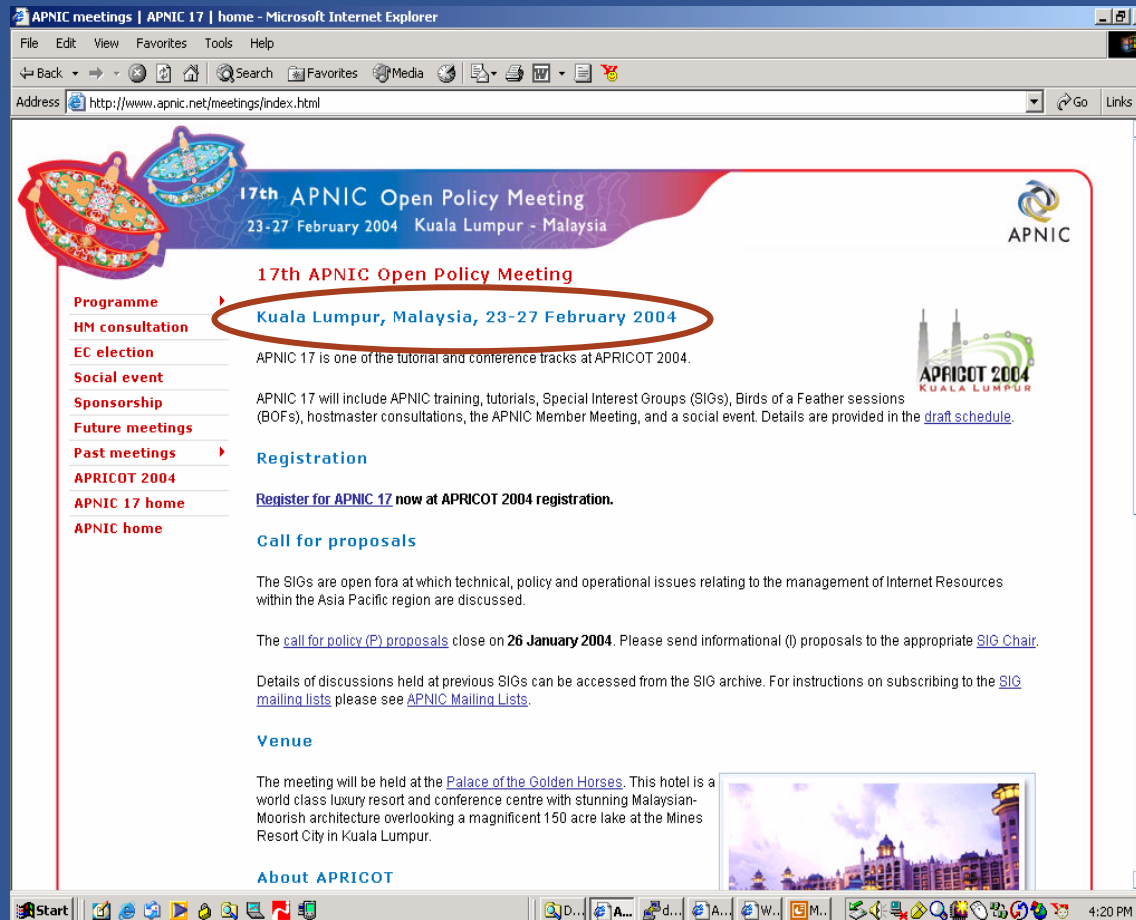 APNIC meetings | APNIC 17 | home - Microsoft Internet Explorer
File Edit View Favorites Tools Help
Back Search Favorites Media
Address http://www.apnic.net/meetings/index.html Go Links
17th APNIC Open Policy Meeting
23-27 February 2004 Kuala Lumpur - Malaysia
APNIC
17th APNIC Open Policy Meeting
Programme
HM consultation
EC election
Social event
Sponsorship
Future meetings
Past meetings
APRICOT 2004
APNIC 17 home
APNIC home
Kuala Lumpur, Malaysia, 23-27 February 2004
APNIC 17 is one of the tutorial and conference tracks at APRICOT 2004.
APRICOT 2004
KUALA LUMPUR
APNIC 17 will include APNIC training, tutorials, Special Interest Groups (SIGs), Birds of a Feather sessions
(BOFs), hostmaster consultations, the APNIC Member Meeting, and a social event. Details are provided in the draft schedule.
Registration
Register for APNIC 17 now at APRICOT 2004 registration.
Call for proposals
The SIGs are open fora at which technical, policy and operational issues relating to the management of Internet Resources
within the Asia Pacific region are discussed.
The call for policy (P) proposals close on 26 January 2004. Please send informational (I) proposals to the appropriate SIG Chair.
Details of discussions held at previous SIGs can be accessed from the SIG archive. For instructions on subscribing to the SIG
mailing lists please see APNIC Mailing Lists.
Venue
The meeting will be held at the Palace of the Golden Horses. This hotel is a
world class luxury resort and conference centre with stunning Malaysian-
Moorish architecture overlooking a magnificent 150 acre lake at the Mines
Resort City in Kuala Lumpur.
About APRICOT
Start D... A... d... A... W... M... 4:20 PM